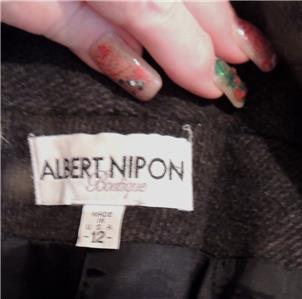 ALBERT NIPON
Boutique
MADE
IN
U S A
-12-